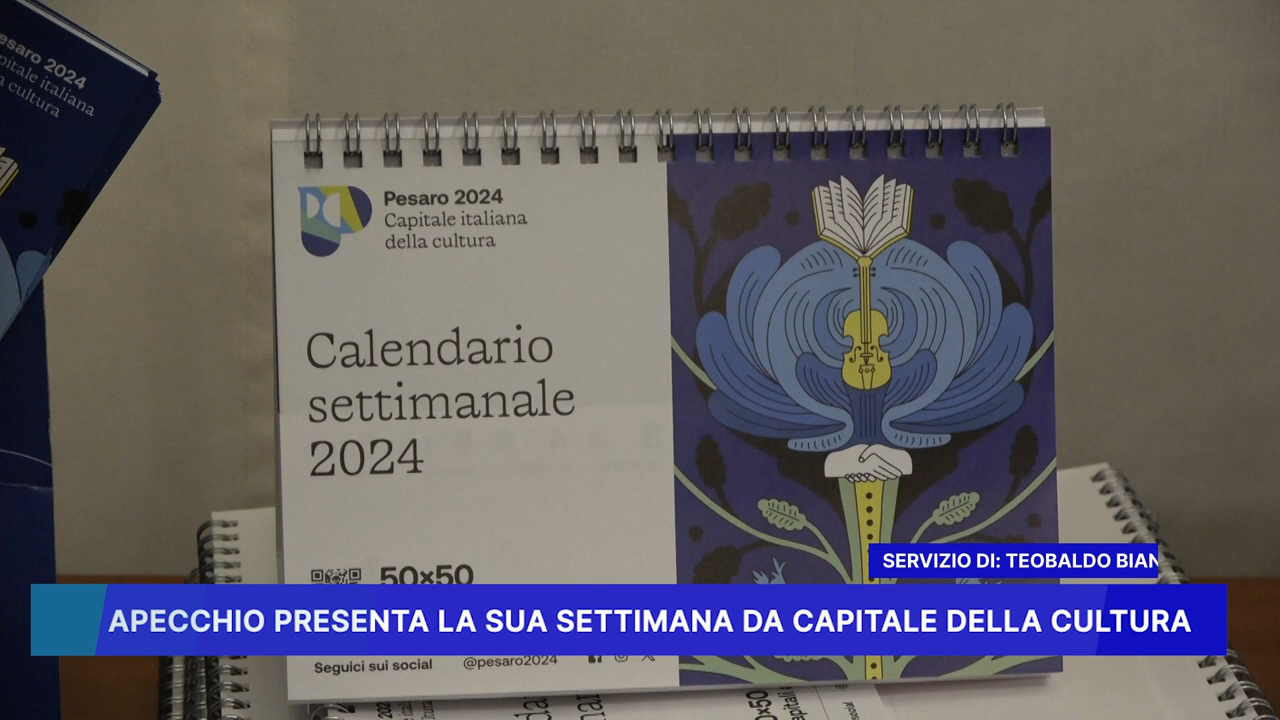 Pesaro 2024
Capitale italiana
della cultura
Pesaro 2024
Capitale italiana
della cultura
Calendario
settimanale
2024
50x50
SERVIZIO DI: TEOBALDO BIAN
APECCHIO PRESENTA LA SUA SETTIMANA DA CAPITALE DELLA CULTURA
Seguici sui social @pesaro2024
50x50